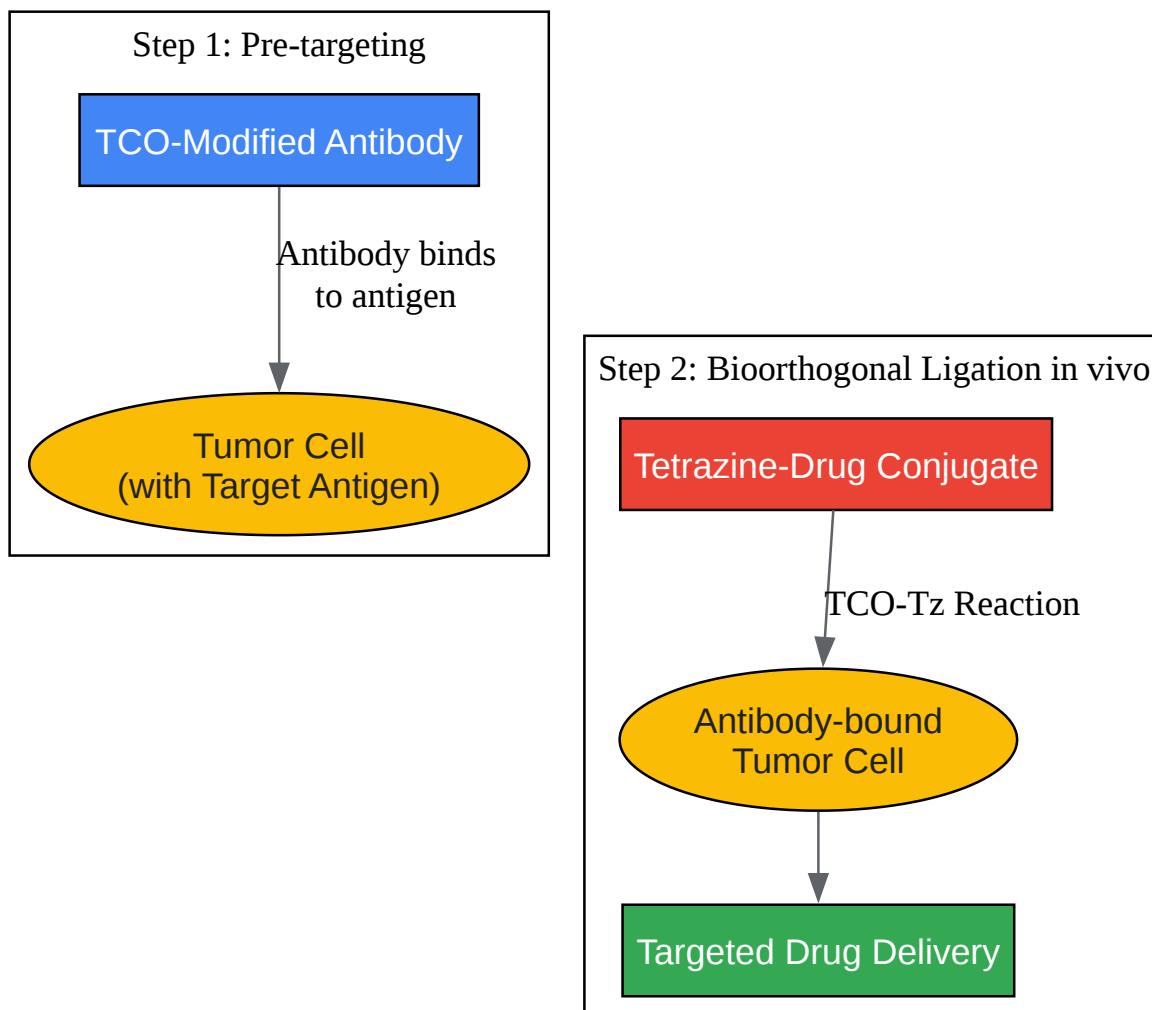 Step 1: Pre-targeting
TCO-Modified Antibody
Antibody binds
to antigen
Tumor Cell
(with Target Antigen)
Step 2: Bioorthogonal Ligation in vivo
Tetrazine-Drug Conjugate
TCO-Tz Reaction
Antibody-bound
Tumor Cell
Targeted Drug Delivery